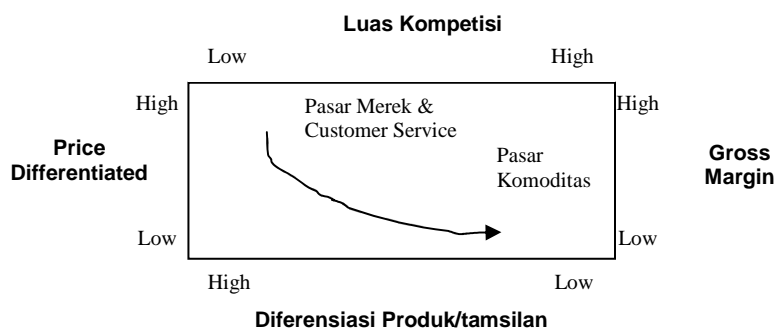 Luas Kompetisi
Low High
High Pasar Merek & High
Customer Service
Price
Differentiated
Pasar
Komoditas
Gross
Margin
Low Low
High Low
Diferensiasi Produk/tamsilan